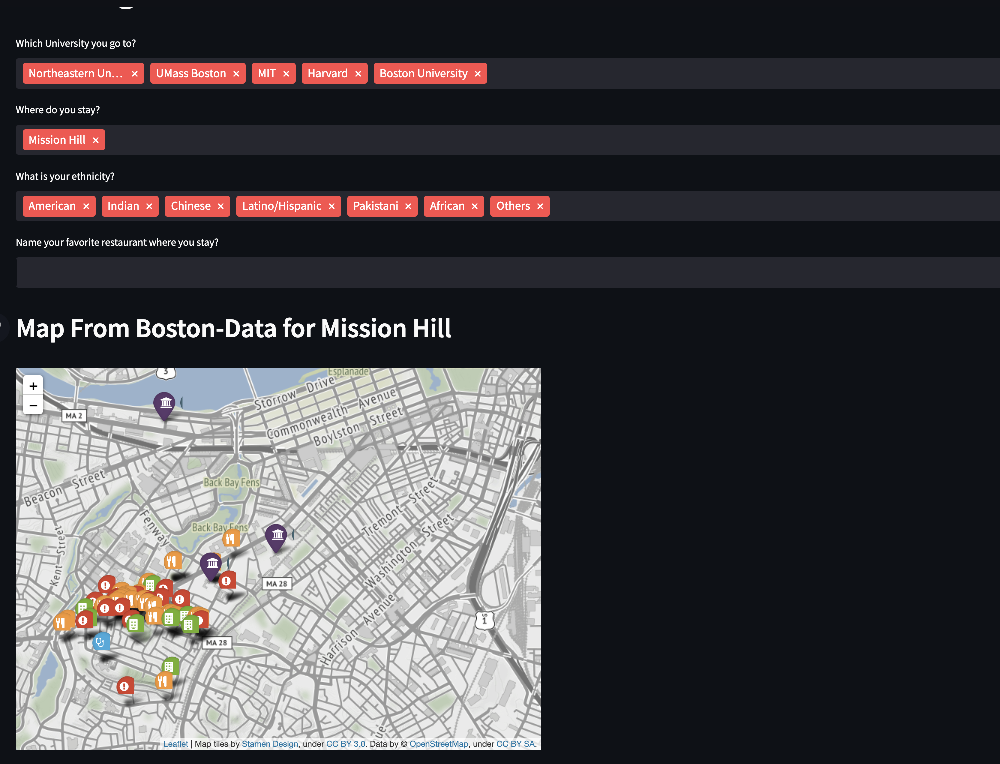 Which University you go to?
Northeastern Un... × UMass Boston × MIT × Harvard × Boston University ×
Where do you stay?
Mission Hill ×
What is your ethnicity?
American × Indian × Chinese × Latino/Hispanic × Pakistani × African × Others ×
Name your favorite restaurant where you stay?
Map From Boston-Data for Mission Hill
+
−
3
Esplanade
Storrow Drive
MA 2
Commonwealth Avenue
Boylston Street
Beacon Street
Back Bay Fens
Fenway
Back Bay Fens
Kent Street
Tremont Street
Washington Street
MA 28
Harrison Avenue
US
1
MA 28
ue
Leaflet | Map tiles by Stamen Design, under CC BY 3.0. Data by © OpenStreetMap, under CC BY SA.